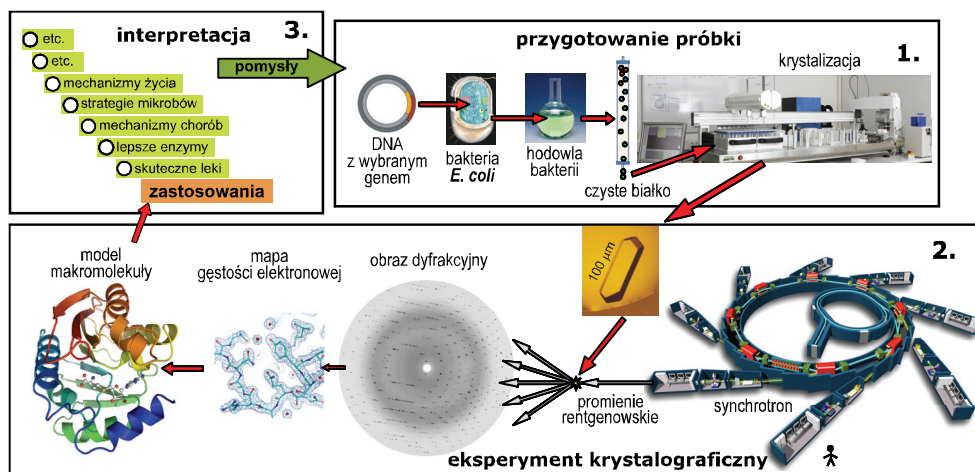 interpretacja
3.
etc.
etc.
mechanizmy życia
strategie mikrobów
mechanizmy chorób
lepsze enzymy
skuteczne leki
zastosowania
pomysły
przygotowanie próbki
1.
krystalizacja
DNA
z wybranym
genem
bakteria
E. coli
hodowla
bakterii
czyste białko
2.
model
makromolekuły
mapa
gęstości elektronowej
obraz dyfrakcyjny
100 µm
promienie
rentgenowskie
synchrotron
eksperyment krystalograficzny